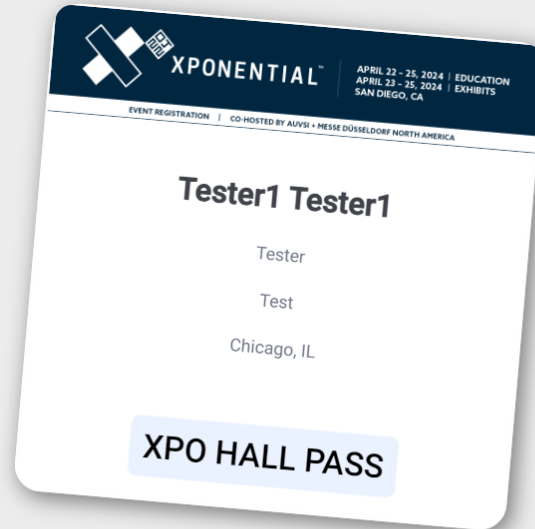 XPONENTIAL™
APRIL 22 - 25, 2024 | EDUCATION
APRIL 23 - 25, 2024 | EXHIBITS
SAN DIEGO, CA
EVENT REGISTRATION | CO-HOSTED BY AUVSI + MESSE DÜSSELDORF NORTH AMERICA
Tester1 Tester1
Tester
Test
Chicago, IL
XPO HALL PASS